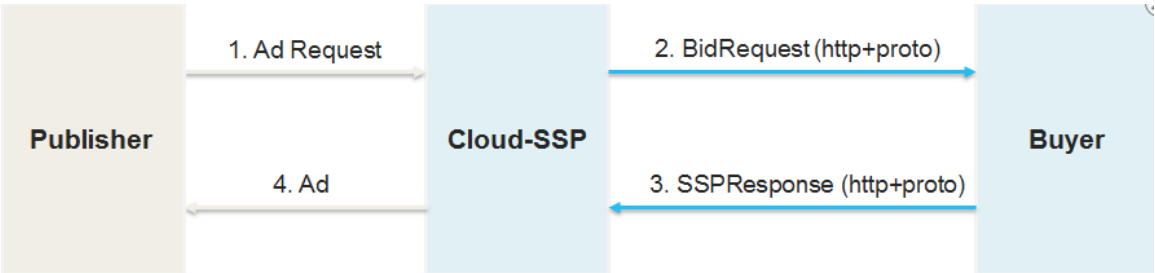 1. Ad Request
2. BidRequest (http+proto)
Publisher
Cloud-SSP
Buyer
4. Ad
3. SSPResponse (http+proto)